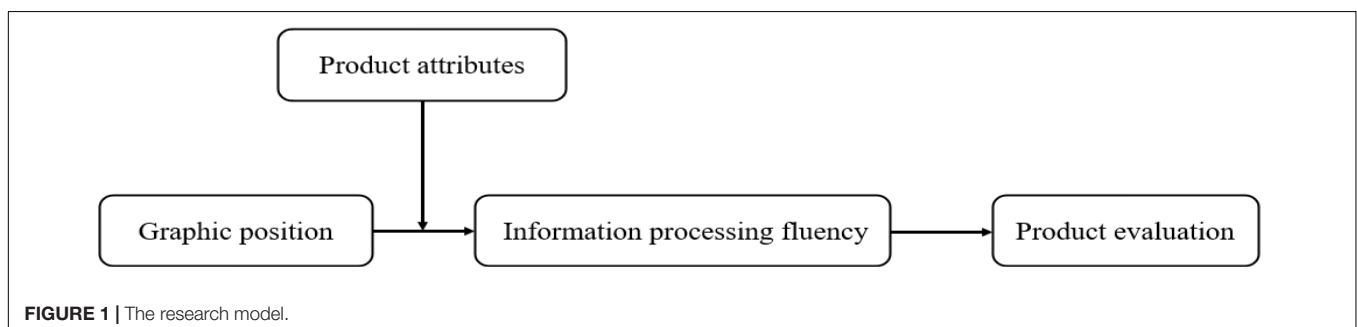 Product attributes
Graphic position
Information processing fluency
Product evaluation
FIGURE 1 | The research model.